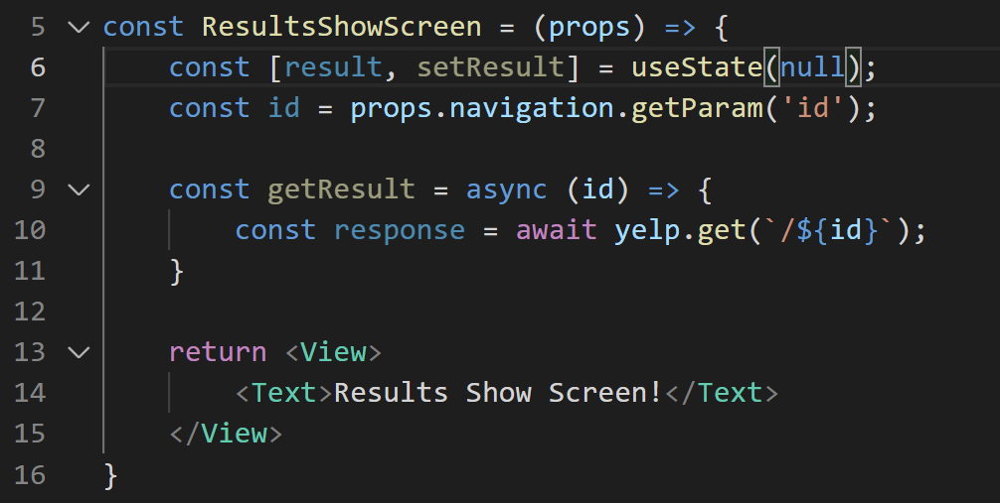 5 const ResultsShowScreen = (props) => {
6 const [result, setResult] = useState(null);
7 const id = props.navigation.getParam('id');
8
9 const getResult = async (id) => {
10 const response = await yelp.get(`/${id}`);
11 }
12
13 return <View>
14 <Text>Results Show Screen!</Text>
15 </View>
16 }